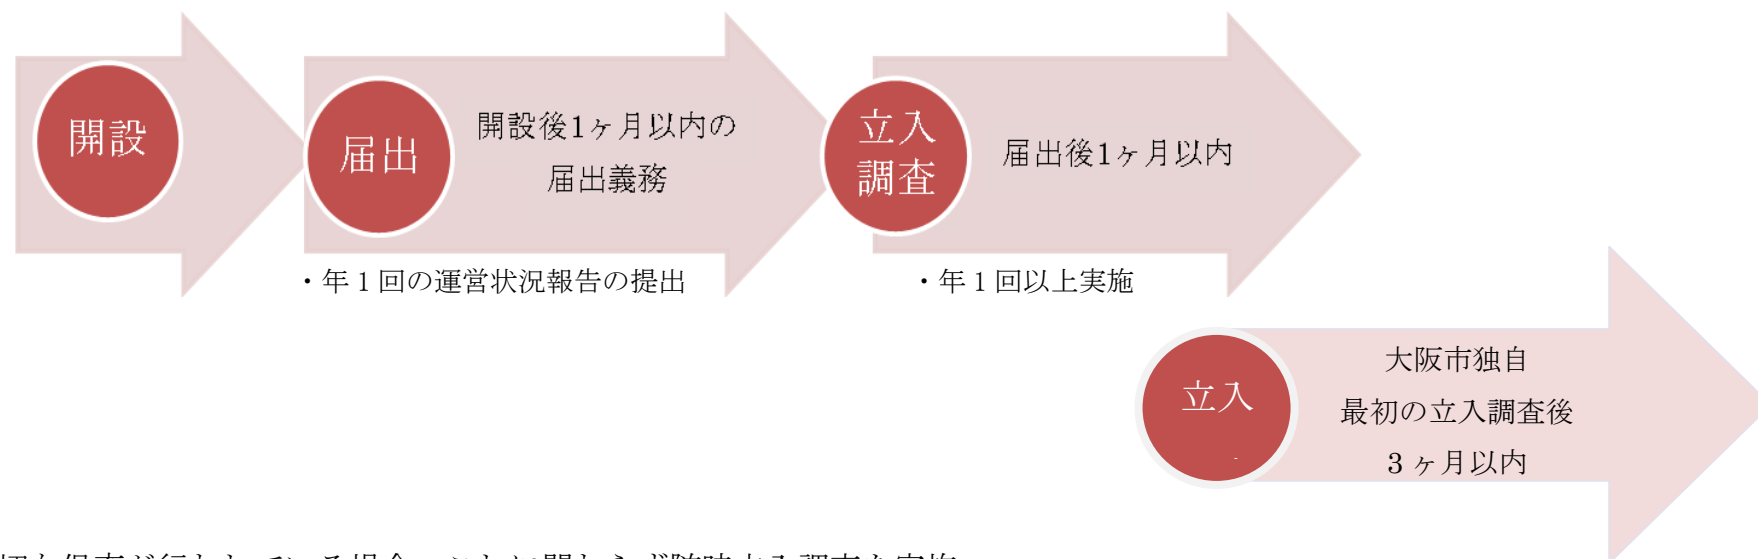 開設
届出
開設後1ヶ月以内の
届出義務
立入
調査
届出後1ヶ月以内
・年１回の運営状況報告の提出
・年１回以上実施
立入
大阪市独自
最初の立入調査後
３ヶ月以内